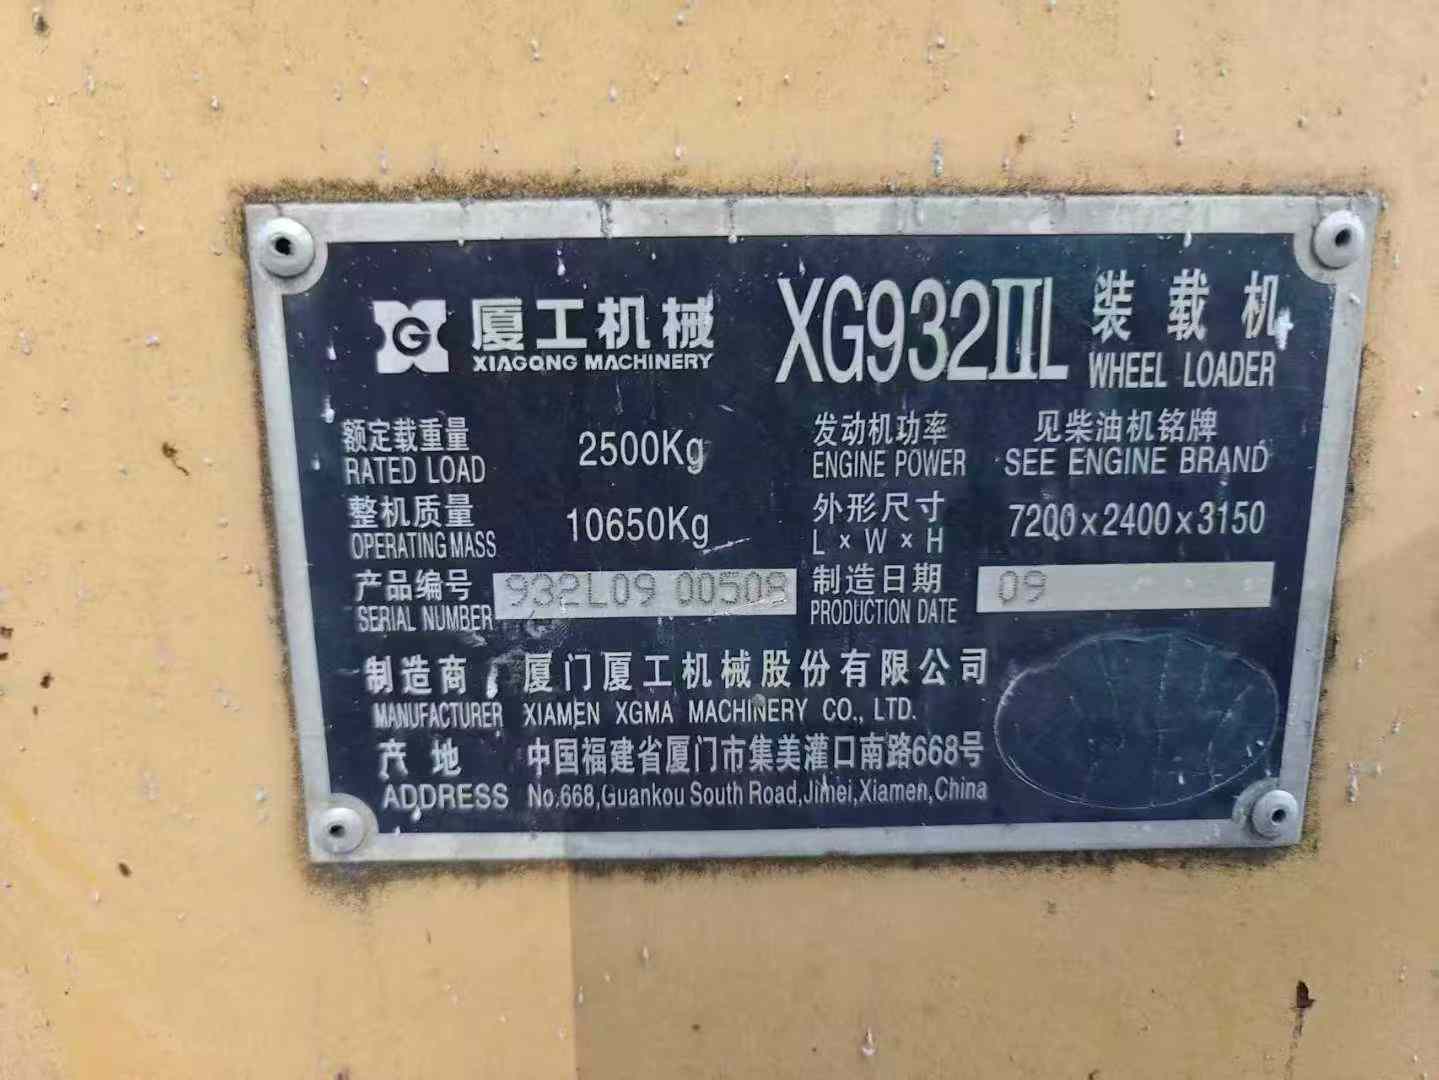 G 厦工机械 XG932ⅢL 装载机
XIAGONG MACHINERY WHEEL LOADER
额定载重量 2500Kg 发动机功率 见柴油机铭牌
RATED LOAD ENGINE POWER SEE ENGINE BRAND
整机质量 10650Kg 外形尺寸 7200×2400×3150
OPERATING MASS L×W×H
产品编号 932L09 00508 制造日期 09
SERIAL NUMBER PRODUCTION DATE
制造商 厦门厦工机械股份有限公司
MANUFACTURER XIAMEN XGMA MACHINERY CO., LTD.
产地 中国福建省厦门市集美灌口南路668号
ADDRESS No.668,Guankou South Road,Jimei,Xiamen,China